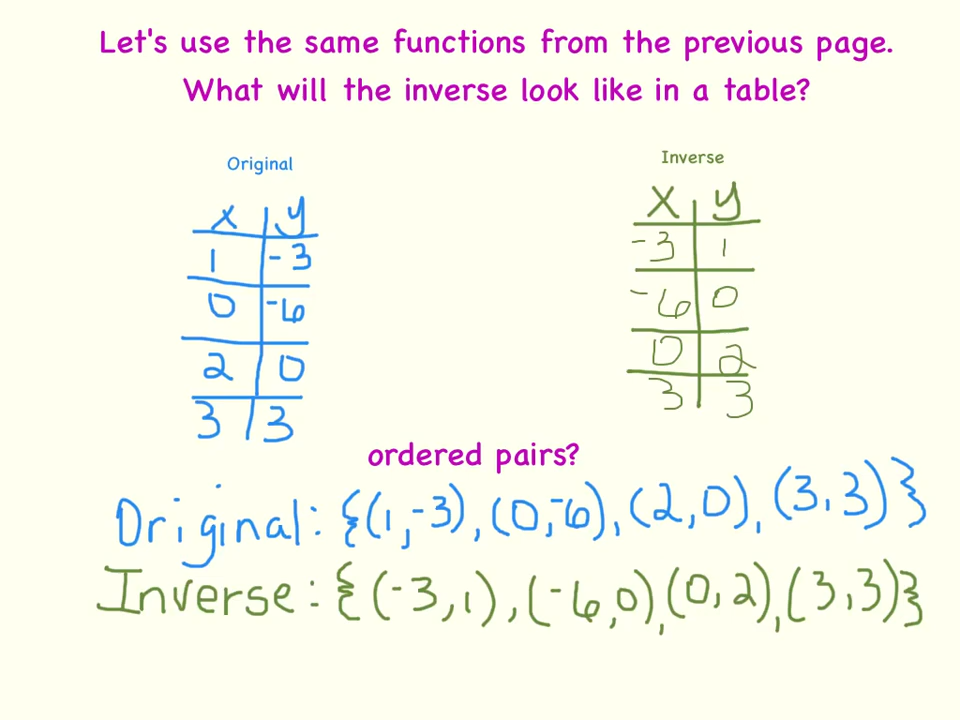 Let's use the same functions from the previous page.
What will the inverse look like in a table?
Original Inverse
x y x y
1 -3 -3 1
0 -6 -6 0
2 0 0 2
3 3 3 3
ordered pairs?
Original: {(1,-3), (0,-6), (2,0), (3,3)}
Inverse: {(-3,1), (-6,0), (0,2), (3,3)}